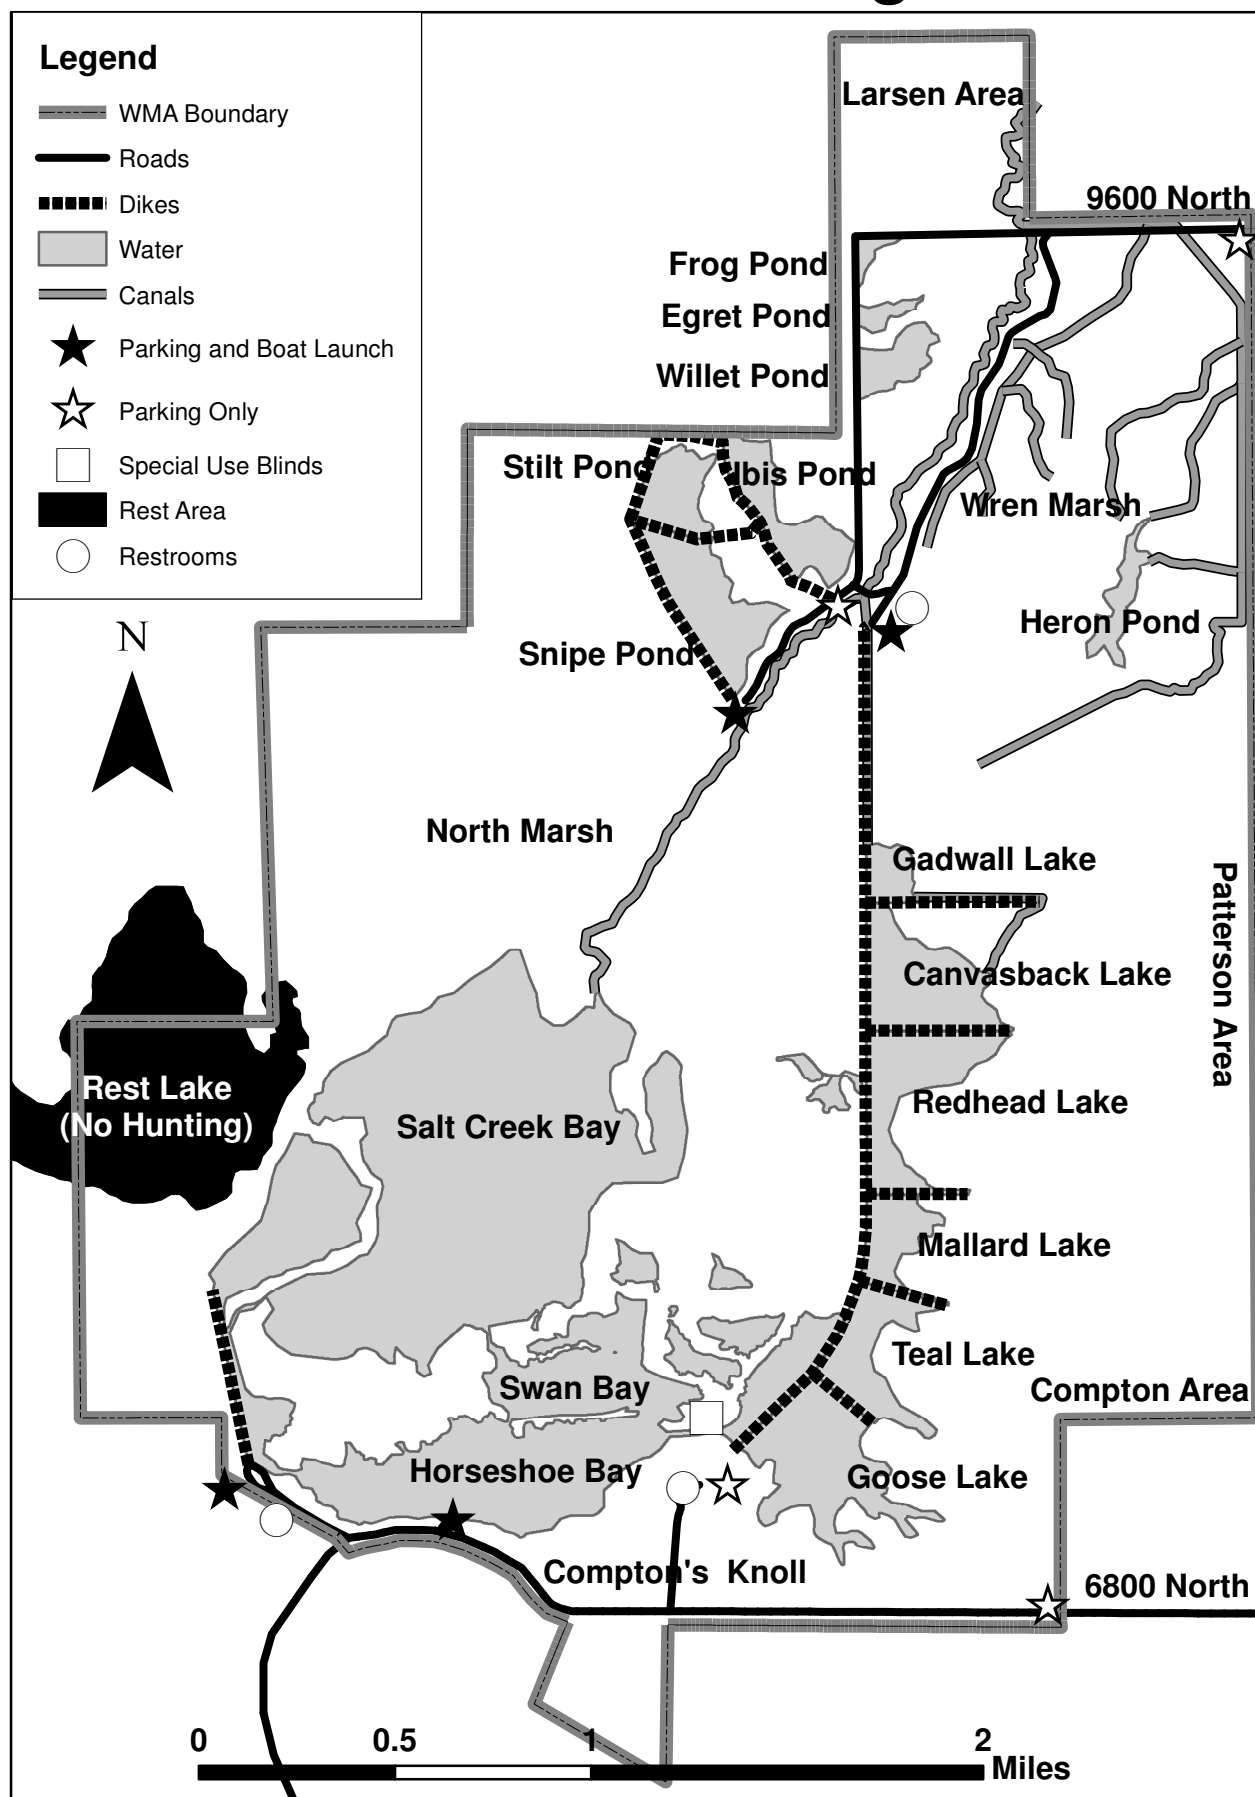 Legend
WMA Boundary
Roads
Dikes
Water
Canals
Parking and Boat Launch
Parking Only
Special Use Blinds
Rest Area
Restrooms
N
Larsen Area
9600 North
Frog Pond
Egret Pond
Willet Pond
Stilt Pond
Ibis Pond
Wren Marsh
Heron Pond
Snipe Pond
North Marsh
Gadwall Lake
Patterson Area
Canvasback Lake
Rest Lake
(No Hunting)
Redhead Lake
Salt Creek Bay
Mallard Lake
Teal Lake
Swan Bay
Compton Area
Horseshoe Bay
Goose Lake
Compton's Knoll
6800 North
0 0.5 1 2
Miles